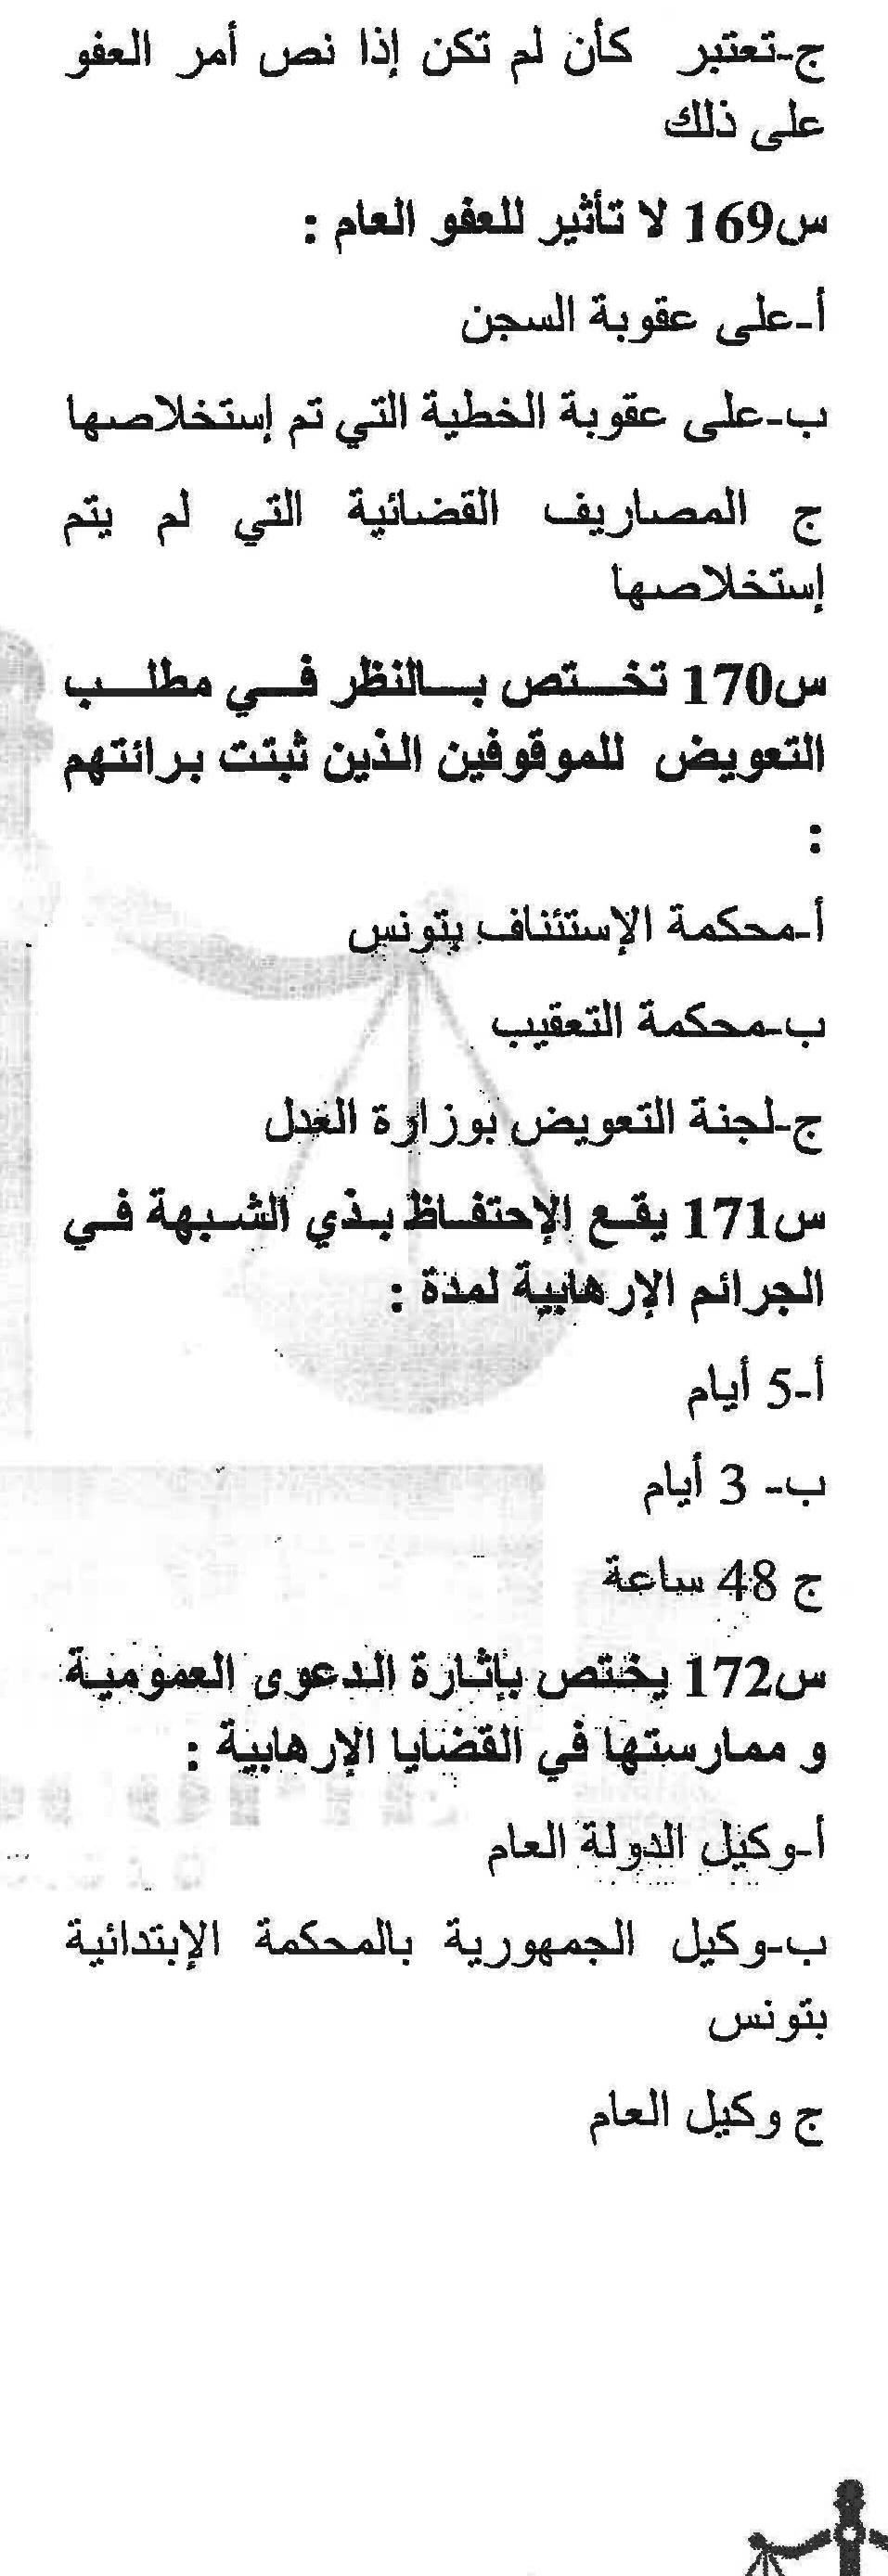 ج-تعتبر كأن لم تكن إذا نص أمر العفو
على ذلك
س169 لا تأثير للعفو العام :
أ-على عقوبة السجن
ب-على عقوبة الخطية التي تم إستخلاصها
ج المصاريف القضائية التي لم يتم
إستخلاصها
س170 تختص بالنظر في مطلب
التعويض للموقوفين الذين ثبتت برائتهم
:
أ-محكمة الإستئناف بتونس
ب-محكمة التعقيب
ج-لجنة التعويض بوزارة العدل
س171 يقع الإحتفاظ بذي الشبهة في
الجرائم الإرهابية لمدة :
أ-5 أيام
ب- 3 أيام
ج 48 ساعة
س172 يختص بإثارة الدعوى العمومية
و ممارستها في القضايا الإرهابية :
أ-وكيل الدولة العام
ب-وكيل الجمهورية بالمحكمة الإبتدائية
بتونس
ج وكيل العام